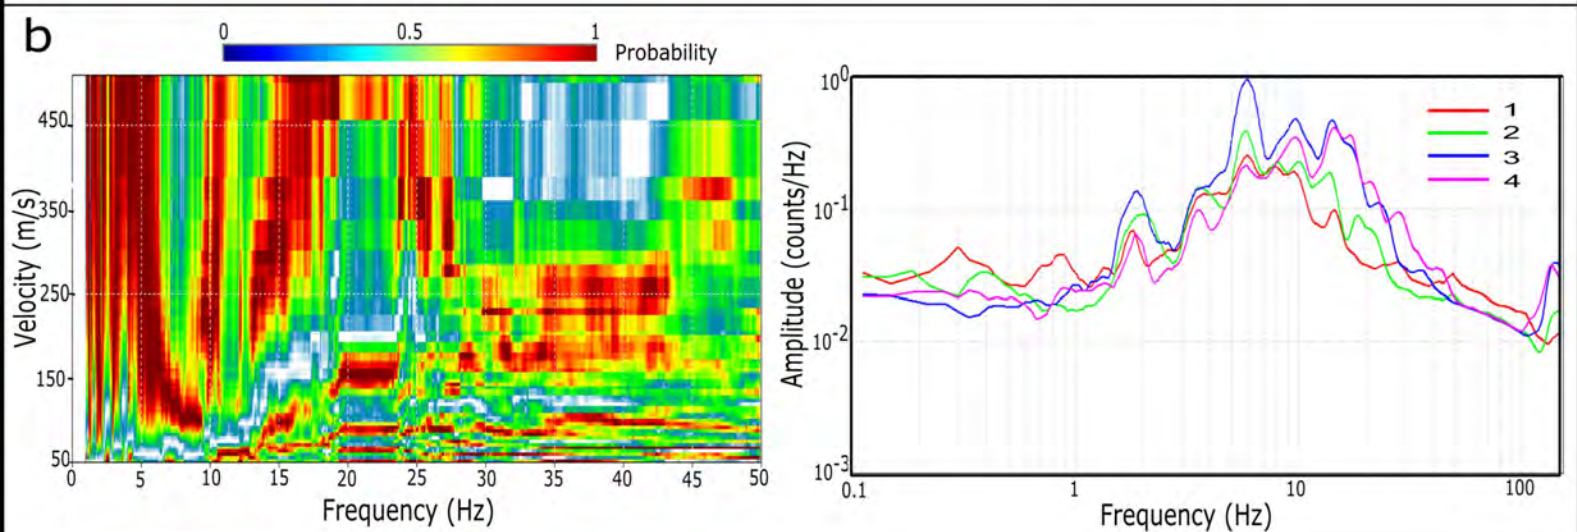 b
0 0.5 1
Probability
450
350
250
150
50
Velocity (m/s)
0 5 10 15 20 25 30 35 40 45 50
Frequency (Hz)
10^0
10^-1
10^-2
10^-3
Amplitude (counts/Hz)
1
2
3
4
0.1 1 10 100
Frequency (Hz)